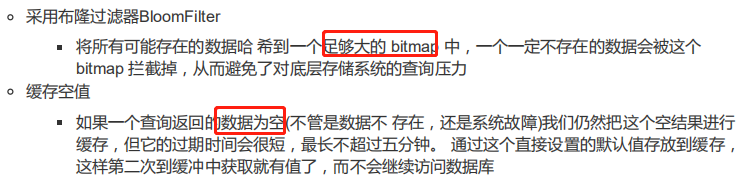 采用布隆过滤器BloomFilter
将所有可能存在的数据哈 希到一个足够大的 bitmap 中，一个一定不存在的数据会被这个
bitmap 拦截掉，从而避免了对底层存储系统的查询压力
缓存空值
如果一个查询返回的数据为空(不管是数据不 存在，还是系统故障)我们仍然把这个空结果进行
缓存，但它的过期时间会很短，最长不超过五分钟。 通过这个直接设置的默认值存放到缓存，
这样第二次到缓冲中获取就有值了，而不会继续访问数据库